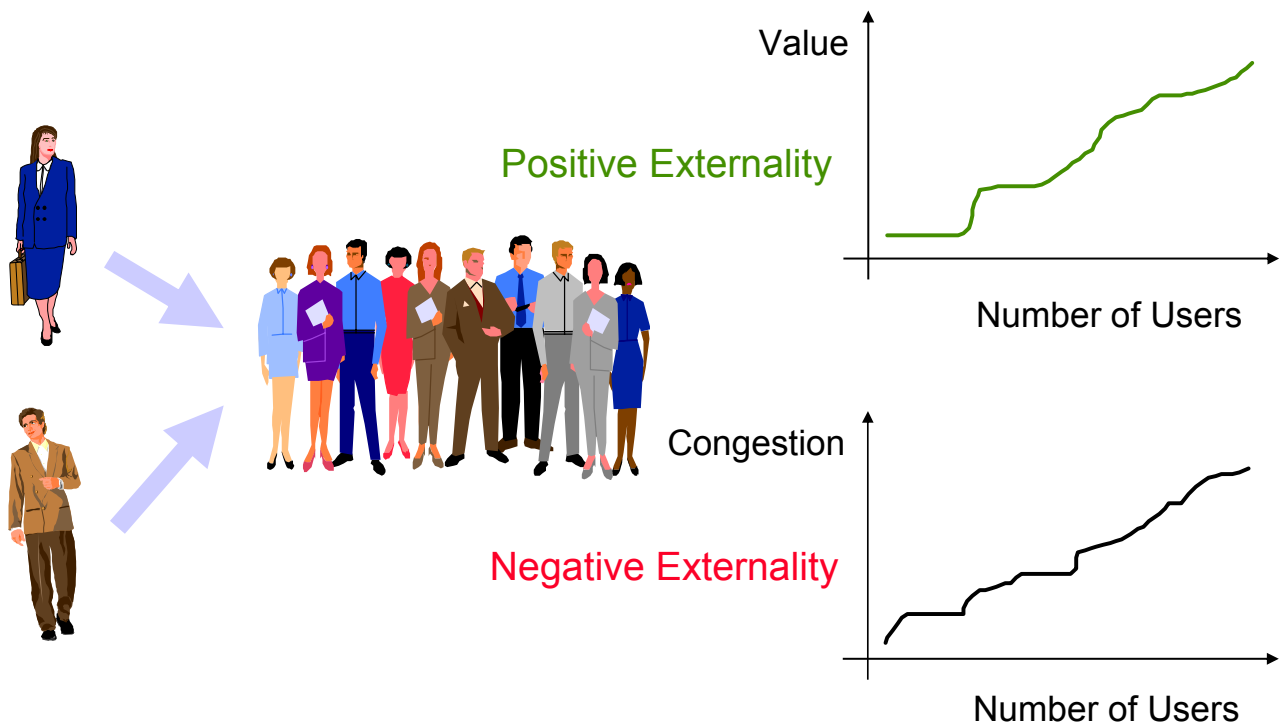 Value
Positive Externality
Number of Users
Congestion
Negative Externality
Number of Users